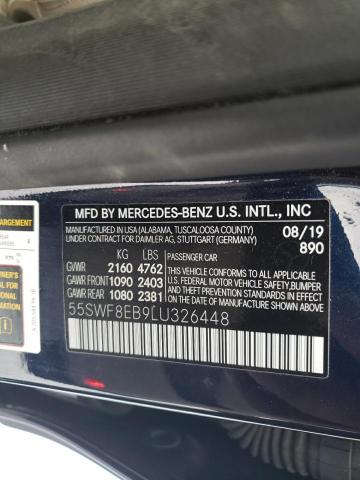 MFD BY MERCEDES-BENZ U.S. INTL., INC
MANUFACTURED IN USA (ALABAMA, TUSCALOOSA COUNTY)
UNDER CONTRACT FOR DAIMLER AG, STUTTGART (GERMANY)
08/19
890
KG LBS
GVWR 2160 4762
GAWR FRONT 1090 2403
GAWR REAR 1080 2381
PASSENGER CAR
THIS VEHICLE CONFORMS TO ALL APPLICABLE
U.S. FEDERAL MOTOR VEHICLE SAFETY, BUMPER
AND THEFT PREVENTION STANDARDS IN EFFECT
ON THE DATE OF MANUFACTURE SHOWN ABOVE.
55SWF8EB9LU326448